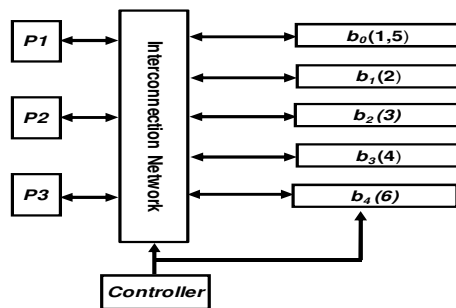 P1
P2
P3
Interconnection Network
b₀(1,5)
b₁(2)
b₂(3)
b₃(4)
b₄(6)
Controller